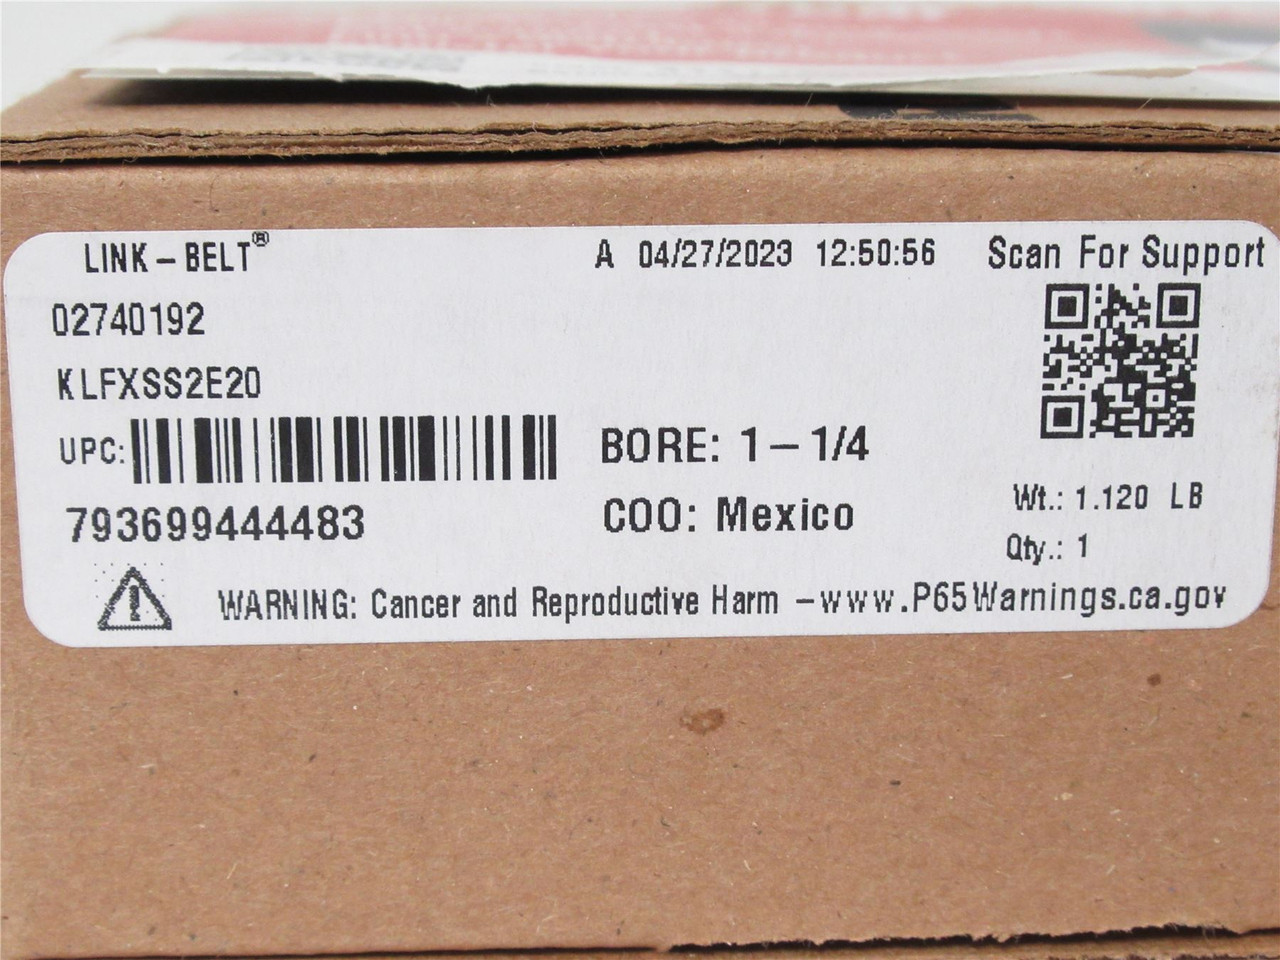 LINK-BELT® A 04/27/2023 12:50:56 Scan For Support
02740192
KLFXSS2E20
UPC: BORE: 1-1/4
793699444483 COO: Mexico
Wt.: 1.120 LB
Qty.: 1
WARNING: Cancer and Reproductive Harm -www.P65Warnings.ca.gov